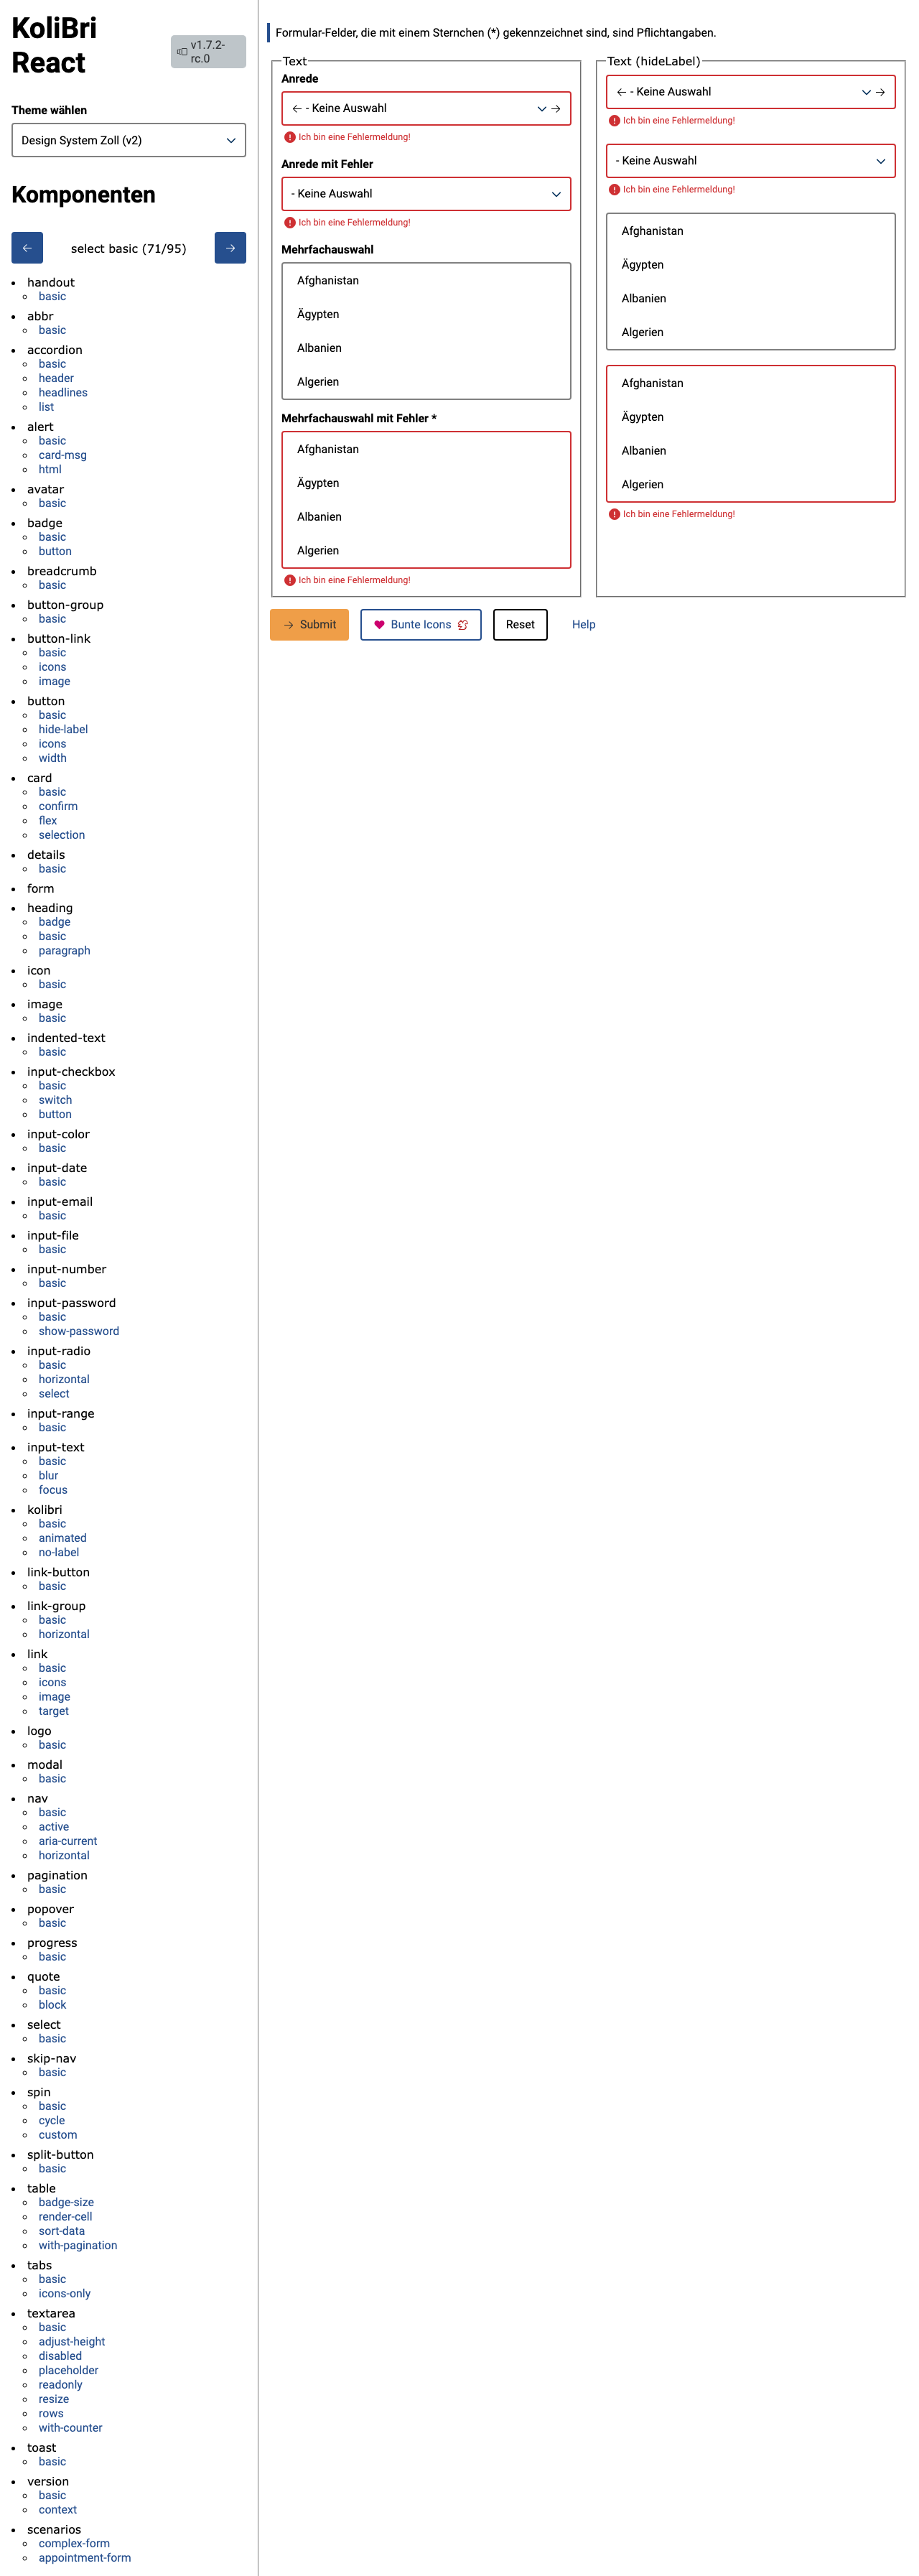 KoliBri
React
v1.7.2-
rc.0
Theme wählen
Design System Zoll (v2)
Komponenten
select basic (71/95)
handout
basic
abbr
basic
accordion
basic
header
headlines
list
alert
basic
card-msg
html
avatar
basic
badge
basic
button
breadcrumb
basic
button-group
basic
button-link
basic
icons
image
button
basic
hide-label
icons
width
card
basic
confirm
flex
selection
details
basic
form
heading
badge
basic
paragraph
icon
basic
image
basic
indented-text
basic
input-checkbox
basic
switch
button
input-color
basic
input-date
basic
input-email
basic
input-file
basic
input-number
basic
input-password
basic
show-password
input-radio
basic
horizontal
select
input-range
basic
input-text
basic
blur
focus
kolibri
basic
animated
no-label
link-button
basic
link-group
basic
horizontal
link
basic
icons
image
target
logo
basic
modal
basic
nav
basic
active
aria-current
horizontal
pagination
basic
popover
basic
progress
basic
quote
basic
block
select
basic
skip-nav
basic
spin
basic
cycle
custom
split-button
basic
table
badge-size
render-cell
sort-data
with-pagination
tabs
basic
icons-only
textarea
basic
adjust-height
disabled
placeholder
readonly
resize
rows
with-counter
toast
basic
version
basic
context
scenarios
complex-form
appointment-form
Formular-Felder, die mit einem Sternchen (*) gekennzeichnet sind, sind Pflichtangaben.
Text
Anrede
- Keine Auswahl
Ich bin eine Fehlermeldung!
Anrede mit Fehler
- Keine Auswahl
Ich bin eine Fehlermeldung!
Mehrfachauswahl
Afghanistan
Ägypten
Albanien
Algerien
Mehrfachauswahl mit Fehler *
Afghanistan
Ägypten
Albanien
Algerien
Ich bin eine Fehlermeldung!
Text (hideLabel)
- Keine Auswahl
Ich bin eine Fehlermeldung!
- Keine Auswahl
Ich bin eine Fehlermeldung!
Afghanistan
Ägypten
Albanien
Algerien
Afghanistan
Ägypten
Albanien
Algerien
Ich bin eine Fehlermeldung!
Submit
Bunte Icons
Reset
Help